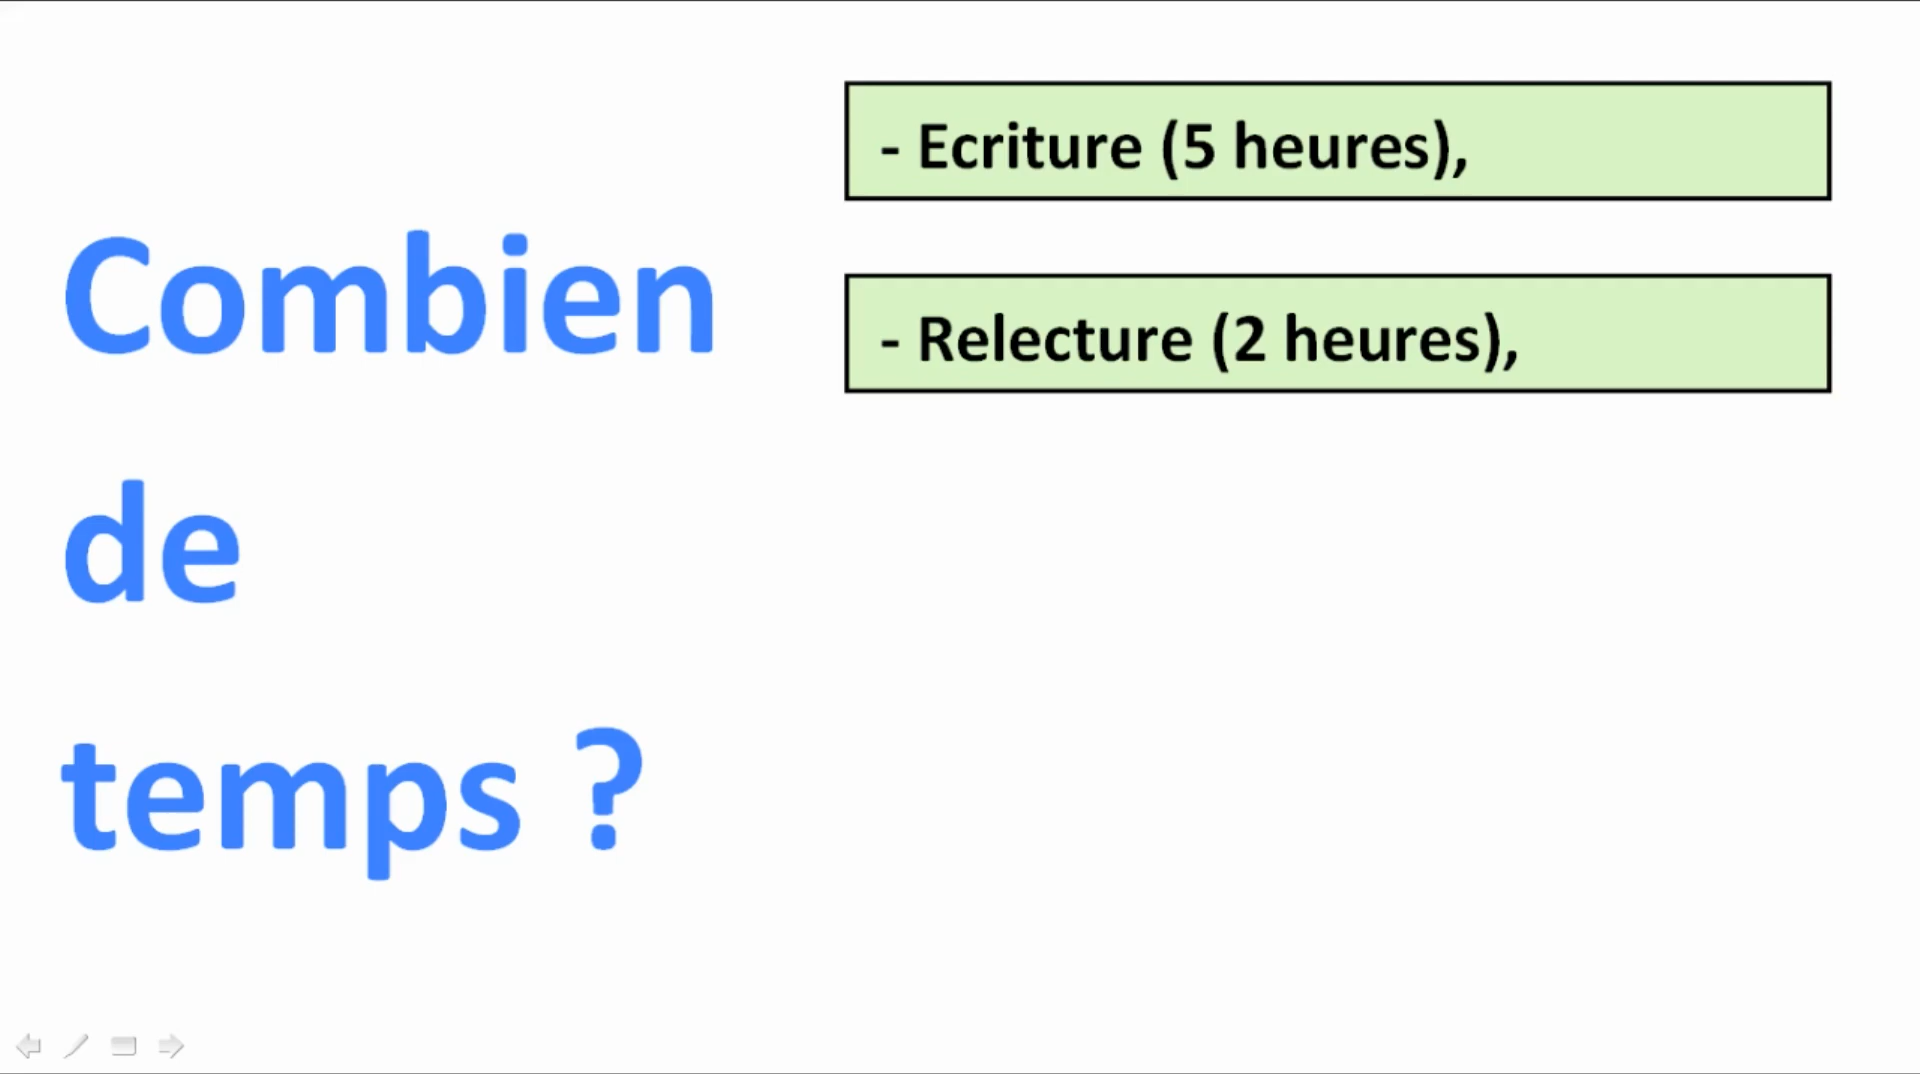 Combien
de
temps ?
- Ecriture (5 heures),
- Relecture (2 heures),